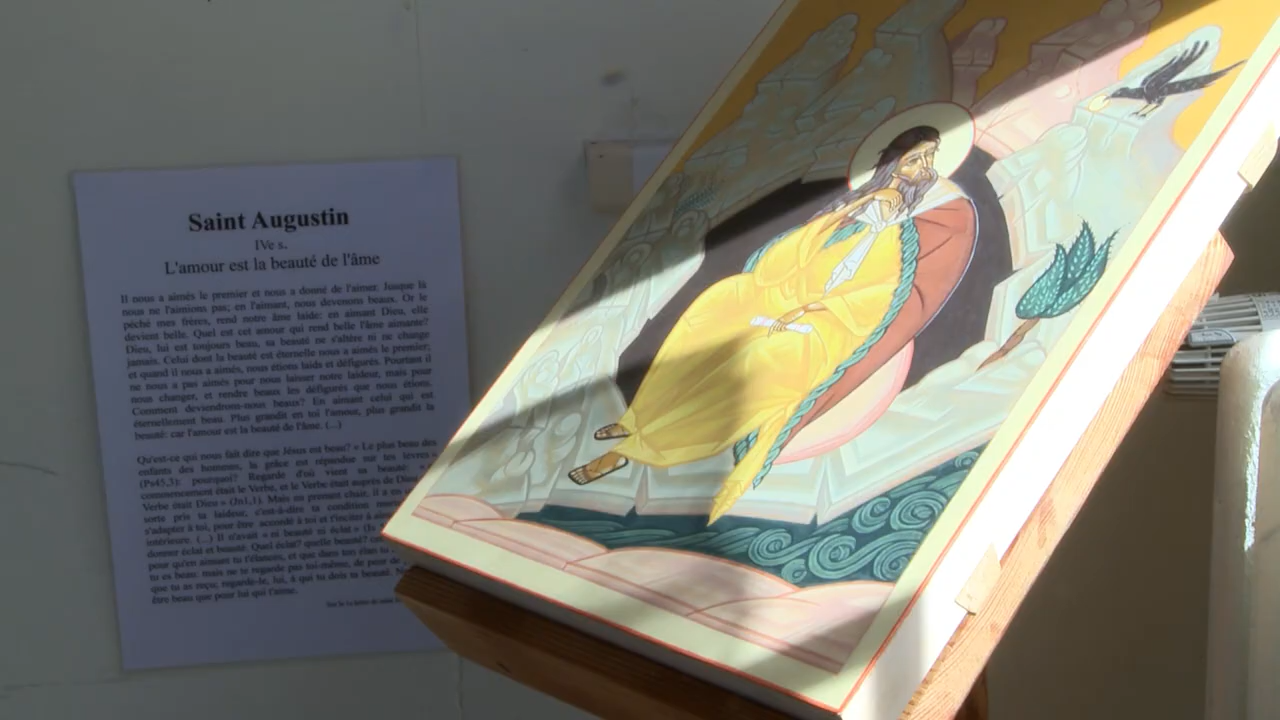 Saint Augustin
IVe s.
L'amour est la beauté de l'âme
Il nous a aimés le premier et nous a donné de l'aimer. Jusque là
nous ne l'aimions pas; en l'aimant, nous devenons beaux. Or le
péché mes frères, rend notre âme laide: en aimant Dieu, elle
devient belle. Quel est cet amour qui rend belle l'âme aimante?
Dieu, lui est toujours beau, sa beauté ne s'altère ni ne change
jamais. Celui dont la beauté est éternelle nous a aimés le premier;
et quand il nous a aimés, nous étions laids et défigurés. Pourtant il
ne nous a pas aimés pour nous laisser notre laideur, mais pour
nous changer, et rendre beaux les défigurés que nous étions.
Comment deviendrons-nous beaux? En aimant celui qui est
éternellement beau. Plus grandit en toi l'amour, plus grandit la
beauté: car l'amour est la beauté de l'âme. (...)
Qu'est-ce qui nous fait dire que Jésus est beau? « Le plus beau des
enfants des hommes, la grâce est répandue sur tes lèvres »
(Ps45,3): pourquoi? Regarde d'où vient sa beauté: «
commencement était le Verbe, et le Verbe était auprès de Dieu
Verbe était Dieu » (Jn1,1). Mais en prenant chair, il a en
sorte pris ta laideur, c'est-à-dire ta condition
s'adapter à toi, pour être accordé à toi et t'inciter à
intérieure. (...) Il n'avait « ni beauté ni éclat » (Is
donner éclat et beauté. Quel éclat? quelle beauté?
pour qu'en aimant tu t'élances, et que dans ton élan tu
tu es beau: mais ne te regarde pas toi-même, de peur de
que tu as reçu; regarde-le, lui, à qui tu dois ta beauté.
être beau que pour lui qui t'aime.